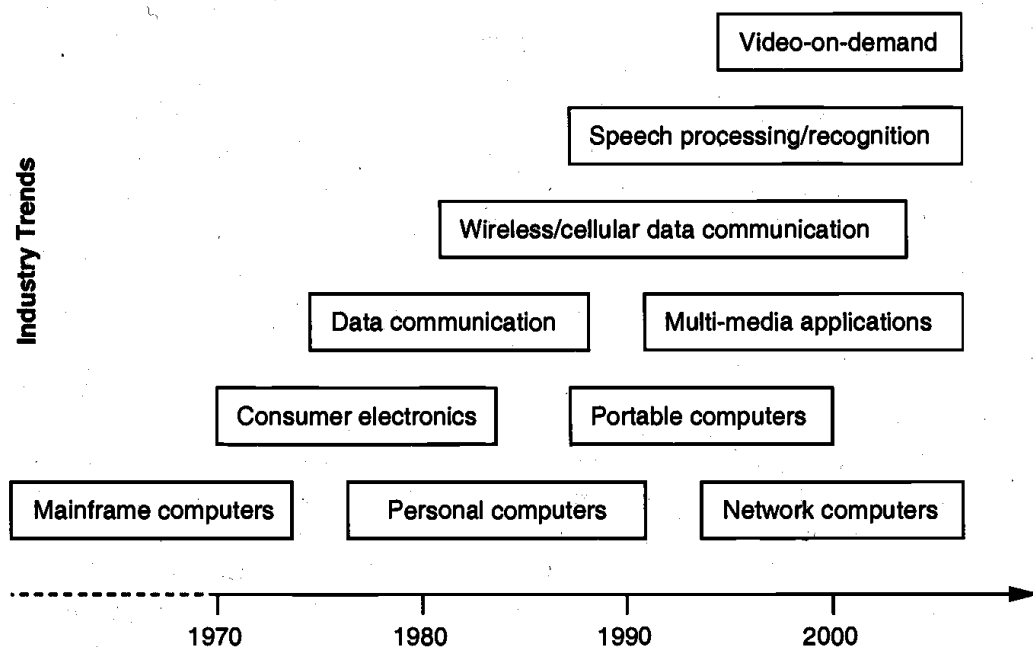 Video-on-demand
Speech processing/recognition
Industry Trends
Wireless/cellular data communication
Data communication
Multi-media applications
Consumer electronics
Portable computers
Mainframe computers
Personal computers
Network computers
1970
1980
1990
2000